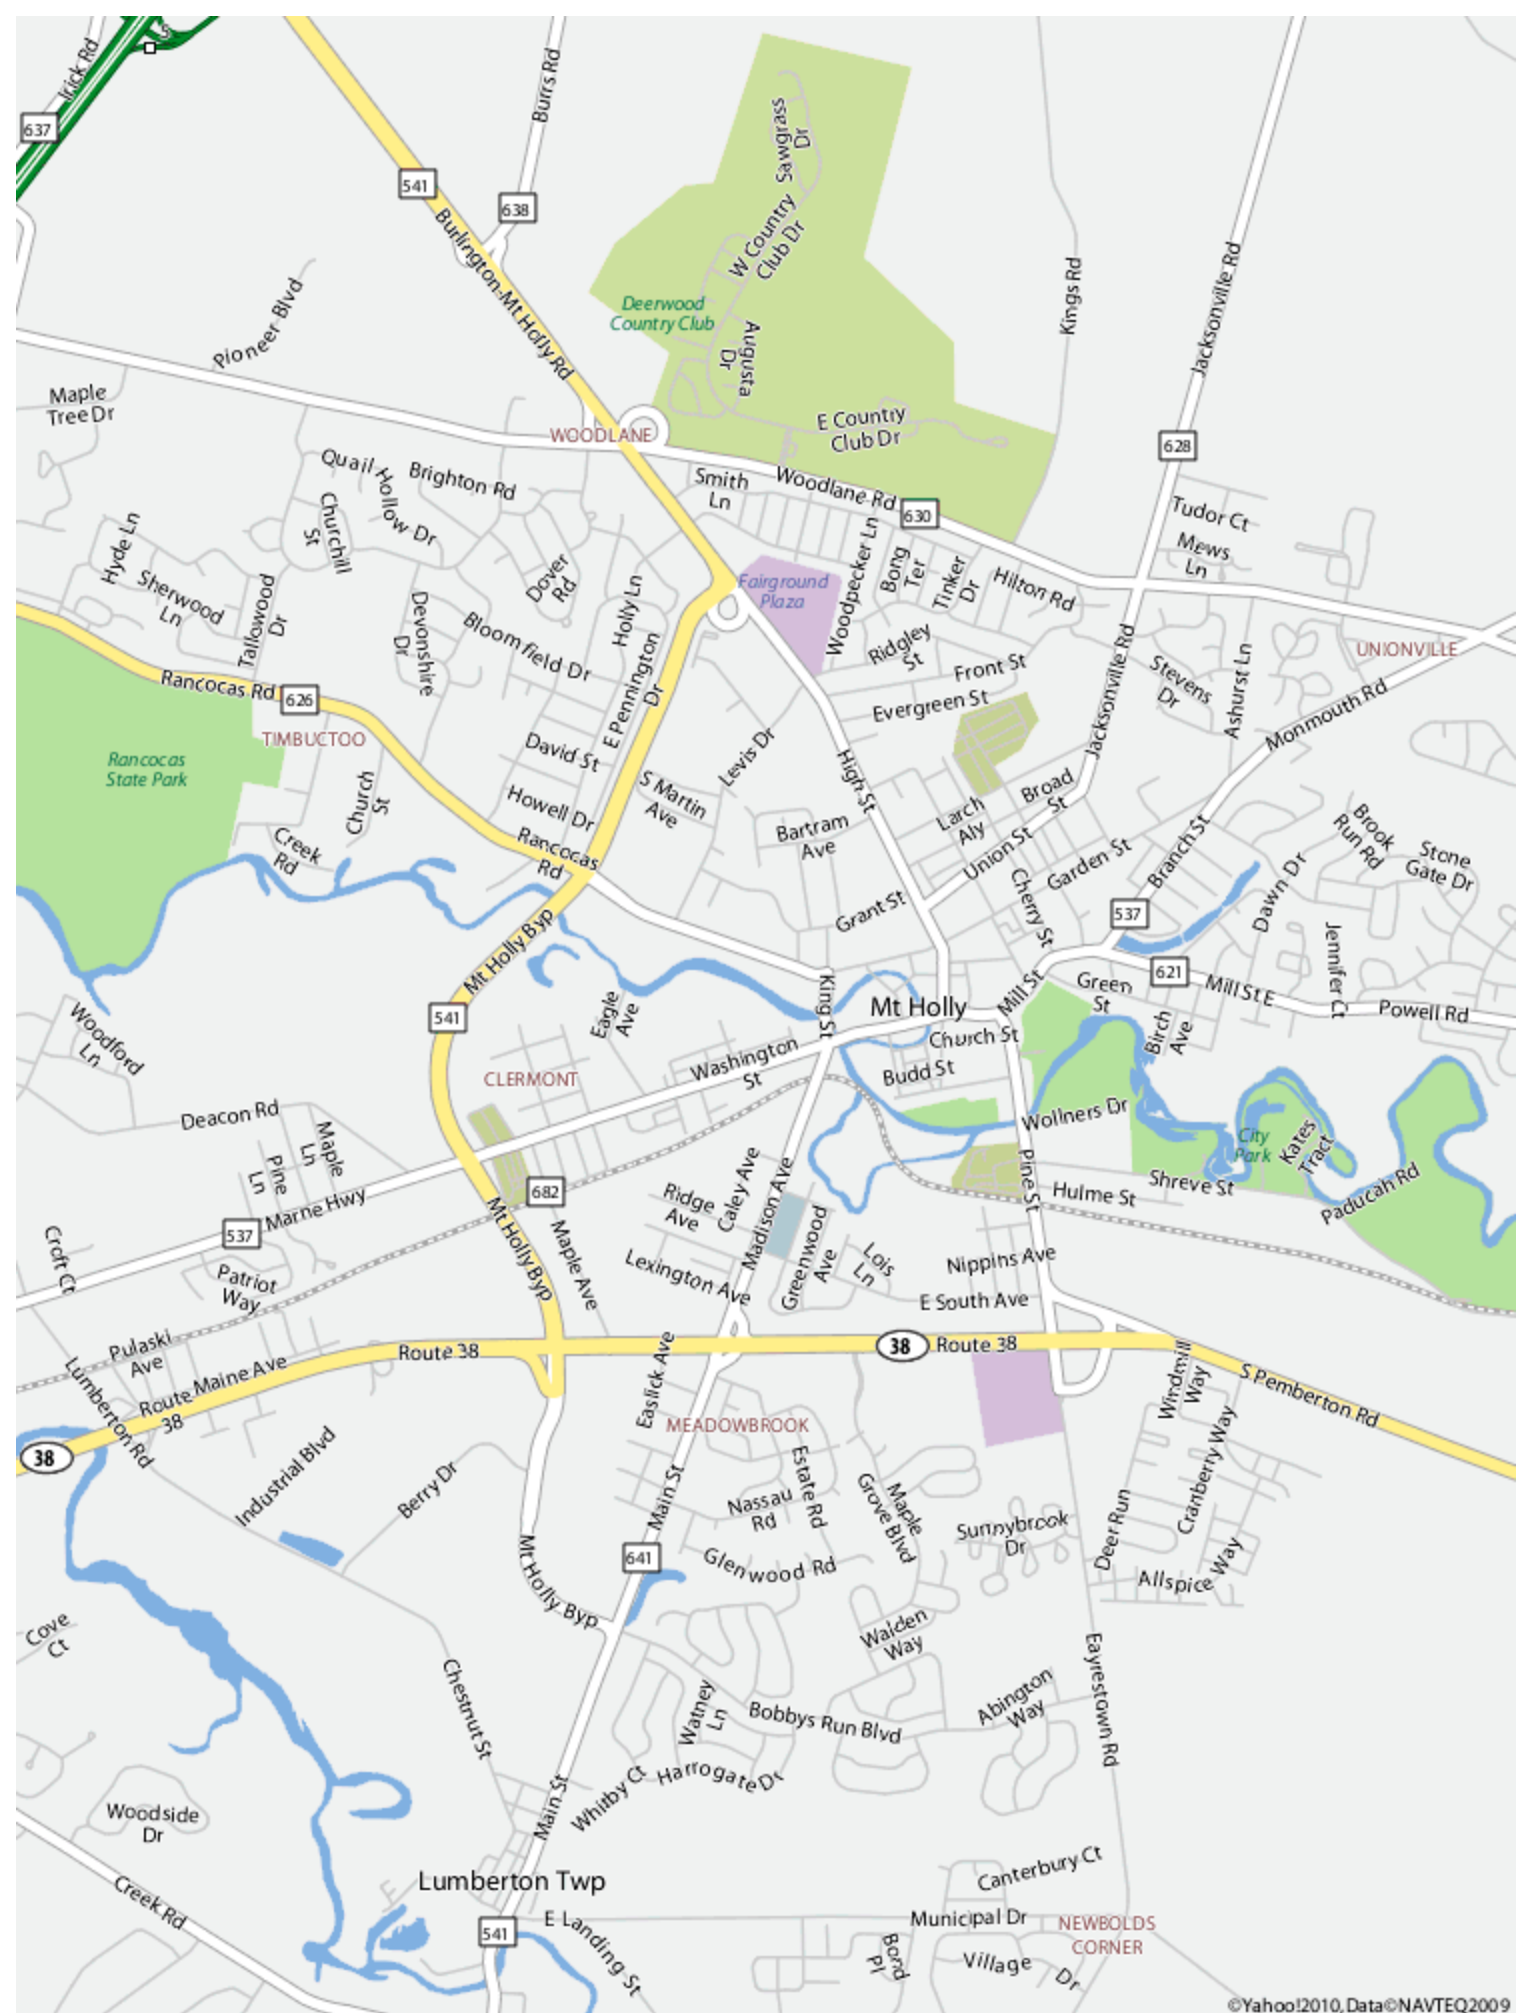 Irick Rd
S
637
Burrs Rd
541
638
Burlington-Mt Holly Rd
Sawgrass
Dr
W Country
Club Dr
Deerwood
Country Club
Augusta
Dr
Kings Rd
Jacksonville Rd
Pioneer Blvd
Maple
Tree Dr
E Country
Club Dr
WOODLANE
628
Quail Hollow Dr
Brighton Rd
Smith
Ln
Woodlane Rd
630
Tudor Ct
Mews
Ln
Hyde Ln
Churchill
St
Sherwood
Ln
Tallowood
Dr
Devonshire
Dr
Dover
Rd
Holly Ln
Bloomfield Dr
E Pennington
Dr
Fairground
Plaza
Woodpecker Ln
Bong
Ter
Tinker
Dr
Hilton Rd
Ridgley
St
Front St
Evergreen St
Jacksonville Rd
Stevens
Dr
Ashurst Ln
UNIONVILLE
Monmouth Rd
Rancocas Rd
626
TIMBUCTOO
Rancocas
State Park
David St
Levis Dr
High St
S Martin
Ave
Howell Dr
Church
St
Creek
Rd
Rancocas
Rd
Bartram
Ave
Larch
Aly
Broad
St
Union St
Garden St
Branch St
Brook
Run Rd
Stone
Gate Dr
Grant St
Cherry St
537
Dawn Dr
Mt Holly Byp
Jennifer Ct
621
Mill St E
Powell Rd
Green
St
Mill St
King St
Mt Holly
541
Eagle
Ave
Woodford
Ln
Church St
Birch
Ave
Washington
St
Budd St
CLERMONT
Wollners Dr
Deacon Rd
Maple
Ln
Pine
Ln
City
Park
Kates
Tract
Marne Hwy
537
682
Caley Ave
Madison Ave
Ridge
Ave
Pine St
Hulme St
Shreve St
Paducah Rd
Croft Ct
Patriot
Way
Mt Holly Byp
Maple Ave
Lexington Ave
Greenwood
Ave
Lois
Ln
Nippins Ave
E South Ave
Pulaski
Ave
Lumberton Rd
Maine Ave
Route
38
Route 38
38
Route 38
Windmill
Way
S Pemberton Rd
38
Easlick Ave
MEADOWBROOK
Cranberry Way
Industrial Blvd
Berry Dr
Main St
Estate Rd
Nassau
Rd
Maple
Grove Blvd
Sunnybrook
Dr
Deer Run
Allspice Way
641
Glenwood Rd
Mt Holly Byp
Cove
Ct
Walden
Way
Eayrestown Rd
Chestnut St
Watney
Ln
Bobbys Run Blvd
Abington
Way
Harrogate Dr
Whitby Ct
Main St
Woodside
Dr
Lumberton Twp
Canterbury Ct
Creek Rd
541
E Landing St
Municipal Dr
NEWBOLDS
CORNER
Bond
Pl
Village Dr
©Yahoo!2010, Data©NAVTEQ2009